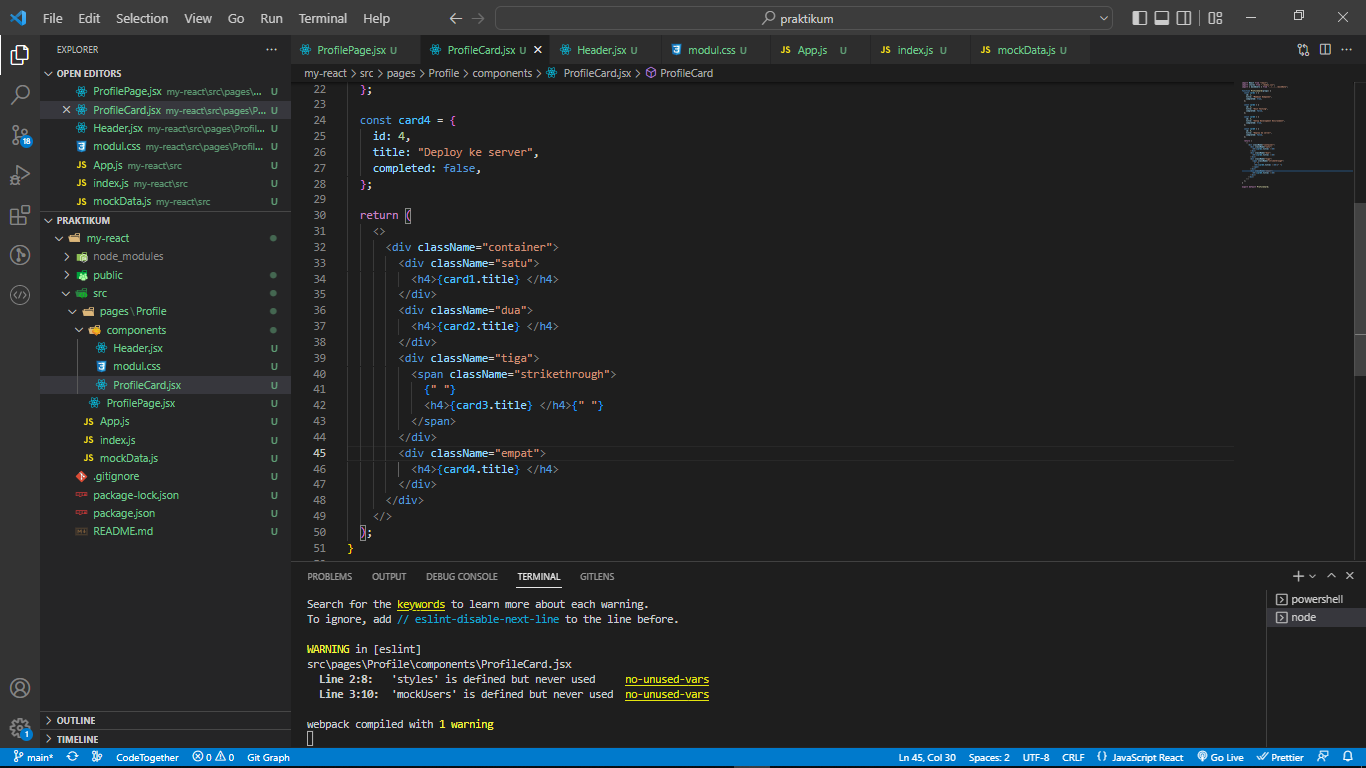 File Edit Selection View Go Run Terminal Help praktikum
EXPLORER
ProfilePage.jsx U ProfileCard.jsx U Header.jsx U modul.css U App.js U index.js U mockData.js U
my-react > src > pages > Profile > components > ProfileCard.jsx > ProfileCard
OPEN EDITORS
ProfilePage.jsx my-react\src\pages\... U
ProfileCard.jsx my-react\src\pages\P... U
Header.jsx my-react\src\pages\Profil... U
modul.css my-react\src\pages\Profil... U
App.js my-react\src U
index.js my-react\src U
mockData.js my-react\src U
PRAKTIKUM
my-react
node_modules
public
src
pages \ Profile
components
Header.jsx U
modul.css U
ProfileCard.jsx U
ProfilePage.jsx U
App.js U
index.js U
mockData.js U
.gitignore U
package-lock.json U
package.json U
README.md U
OUTLINE
TIMELINE
18
1
22 };
23
24 const card4 = {
25 id: 4,
26 title: "Deploy ke server",
27 completed: false,
28 };
29
30 return (
31 <>
32 <div className="container">
33 <div className="satu">
34 <h4>{card1.title} </h4>
35 </div>
36 <div className="dua">
37 <h4>{card2.title} </h4>
38 </div>
39 <div className="tiga">
40 <span className="strikethrough">
41 {" "}
42 <h4>{card3.title} </h4>{" "}
43 </span>
44 </div>
45 <div className="empat">
46 <h4>{card4.title} </h4>
47 </div>
48 </div>
49 </>
50 );
51 }
PROBLEMS OUTPUT DEBUG CONSOLE TERMINAL GITLENS
Search for the keywords to learn more about each warning.
To ignore, add // eslint-disable-next-line to the line before.
WARNING in [eslint]
src\pages\Profile\components\ProfileCard.jsx
Line 2:8: 'styles' is defined but never used no-unused-vars
Line 3:10: 'mockUsers' is defined but never used no-unused-vars
webpack compiled with 1 warning
powershell
node
main* CodeTogether 0 0 Git Graph Ln 45, Col 30 Spaces: 2 UTF-8 CRLF {} JavaScript React Go Live Prettier